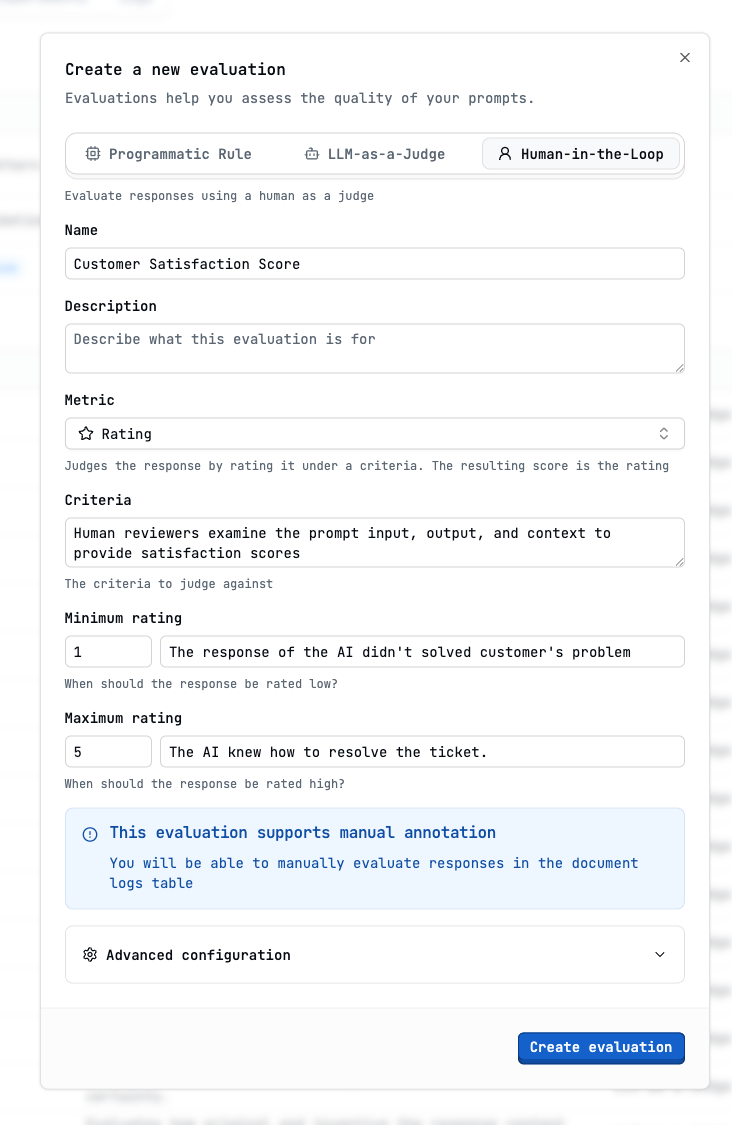 Create a new evaluation
Evaluations help you assess the quality of your prompts.
Programmatic Rule
LLM-as-a-Judge
Human-in-the-Loop
Evaluate responses using a human as a judge
Name
Customer Satisfaction Score
Description
Describe what this evaluation is for
Metric
Rating
Judges the response by rating it under a criteria. The resulting score is the rating
Criteria
Human reviewers examine the prompt input, output, and context to
provide satisfaction scores
The criteria to judge against
Minimum rating
1
The response of the AI didn't solved customer's problem
When should the response be rated low?
Maximum rating
5
The AI knew how to resolve the ticket.
When should the response be rated high?
This evaluation supports manual annotation
You will be able to manually evaluate responses in the document
logs table
Advanced configuration
Create evaluation